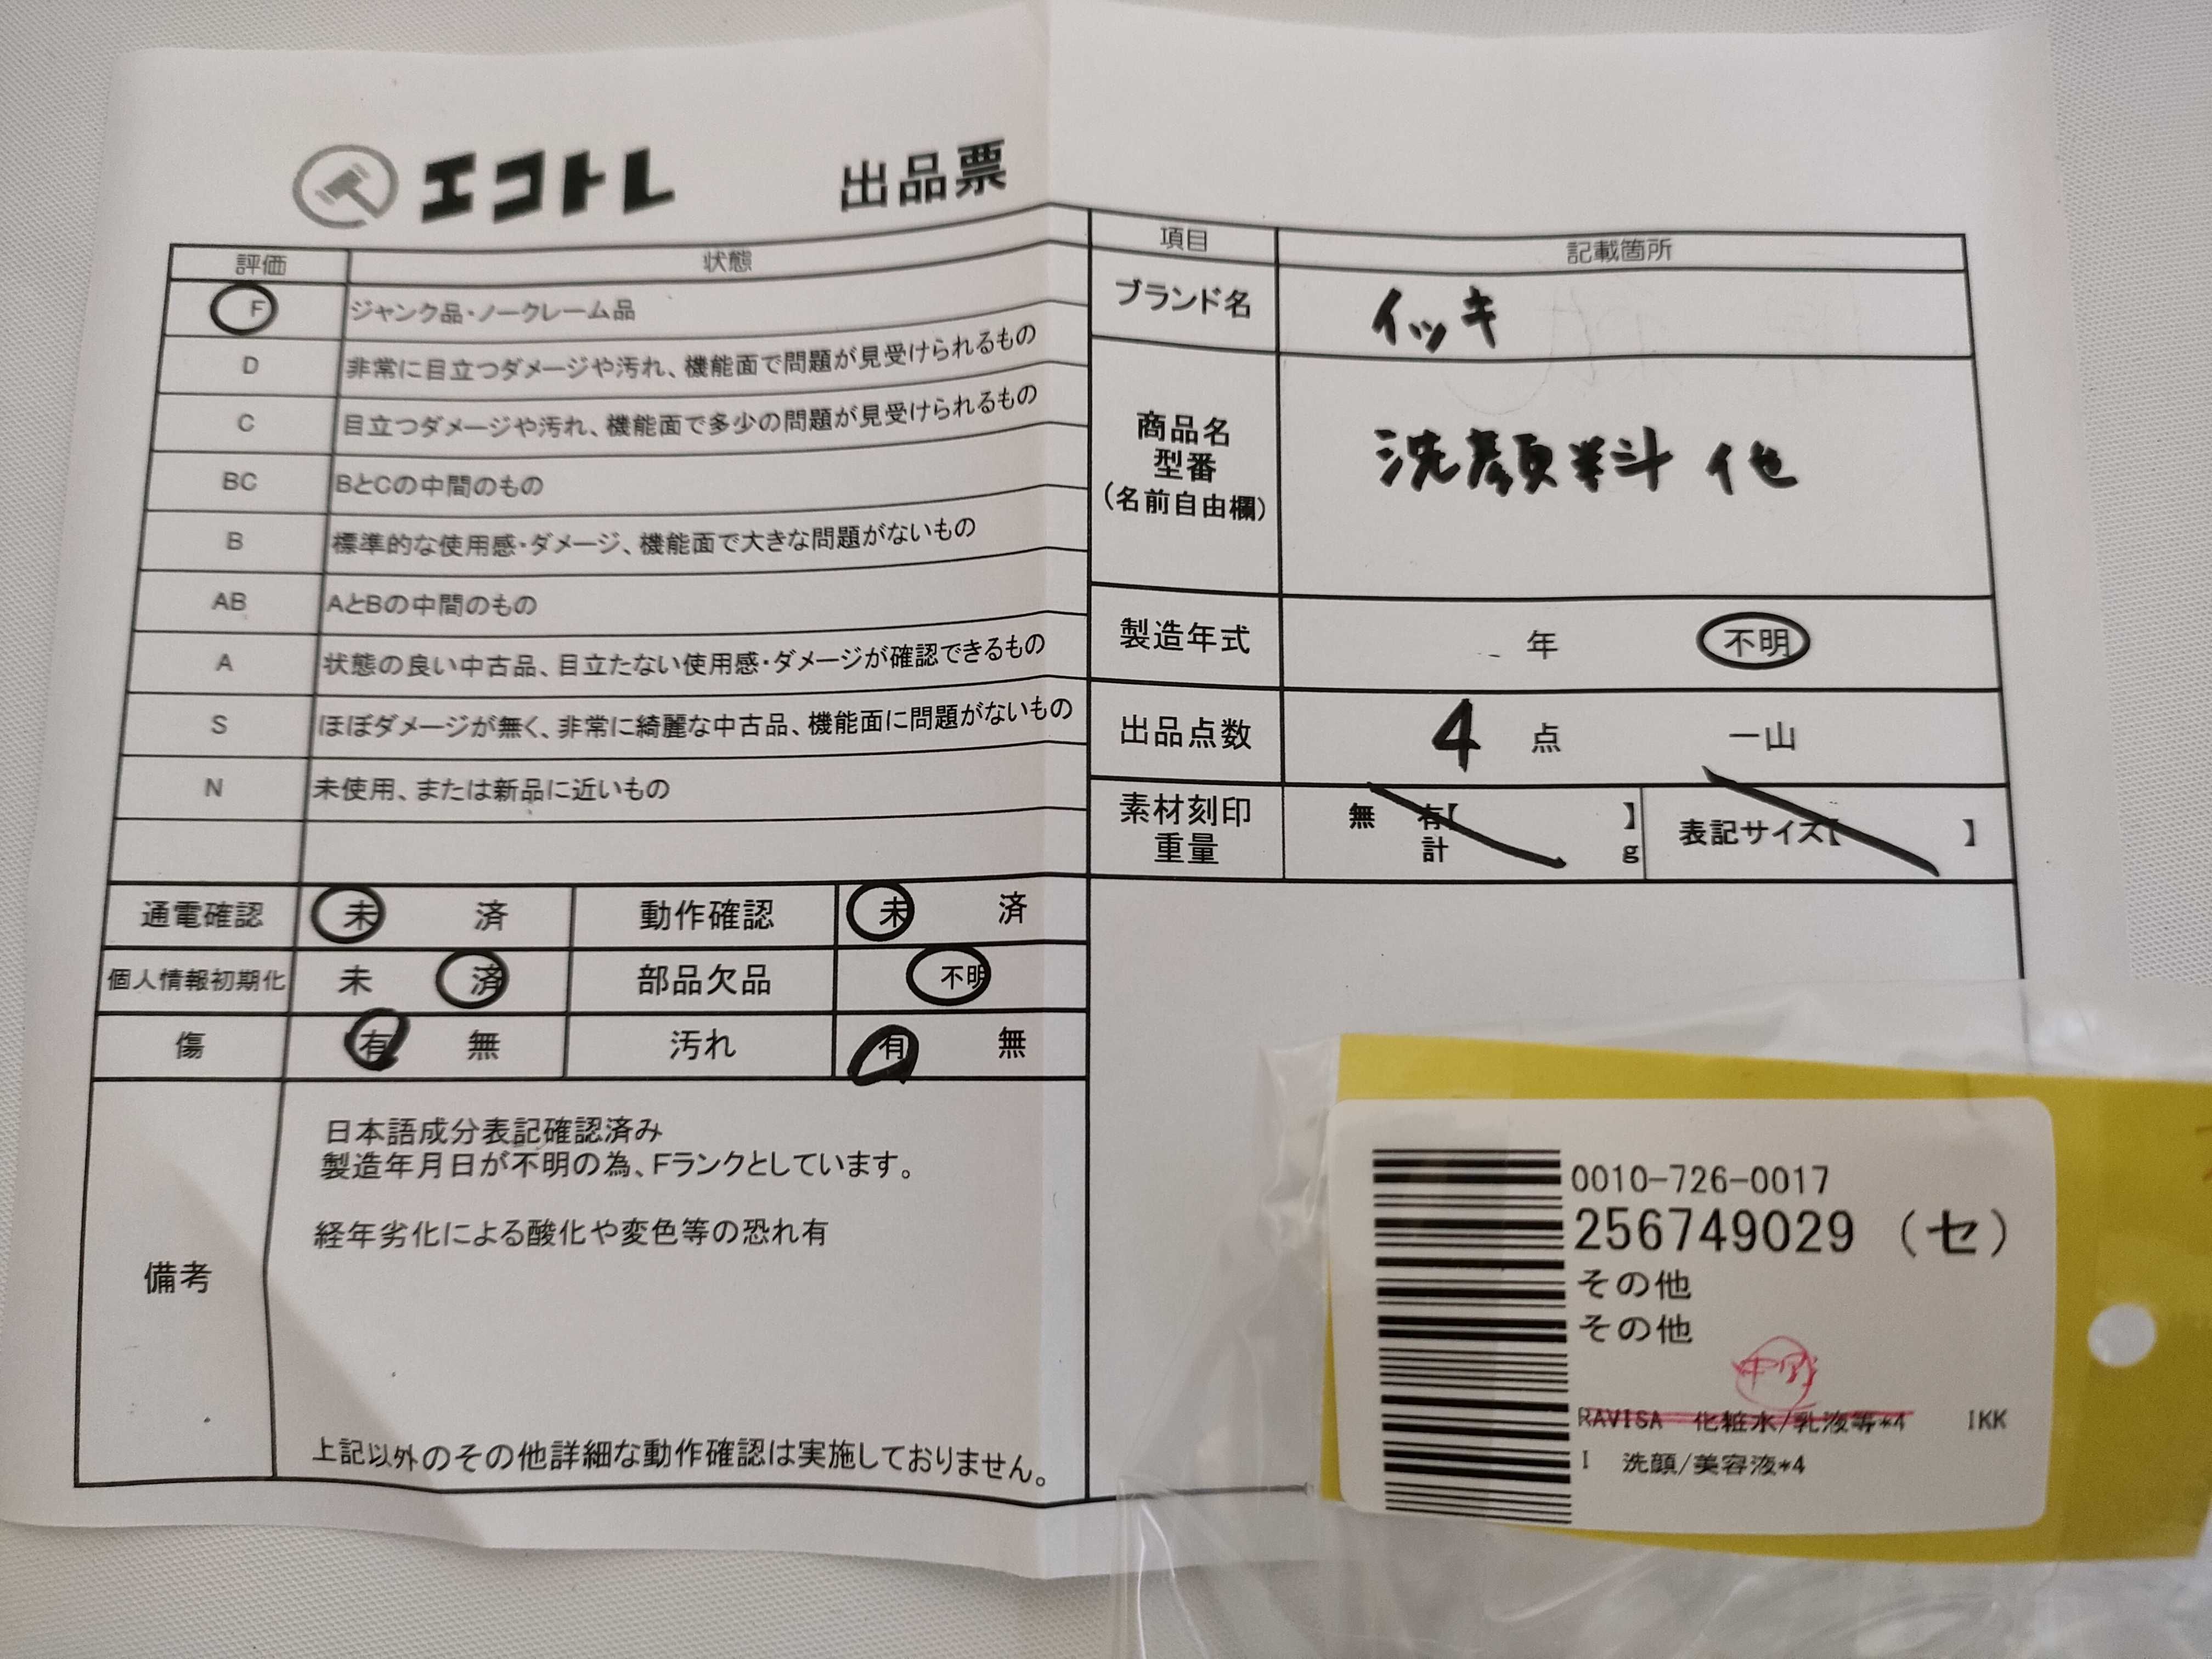 エコトレ 出品票
評価 状態
F ジャンク品・ノークレーム品
D 非常に目立つダメージや汚れ、機能面で問題が見受けられるもの
C 目立つダメージや汚れ、機能面で多少の問題が見受けられるもの
BC BとCの中間のもの
B 標準的な使用感・ダメージ、機能面で大きな問題がないもの
AB AとBの中間のもの
A 状態の良い中古品、目立たない使用感・ダメージが確認できるもの
S ほぼダメージが無く、非常に綺麗な中古品、機能面に問題がないもの
N 未使用、または新品に近いもの
通電確認 未 済 動作確認 未 済
個人情報初期化 未 済 部品欠品 不明
傷 有 無 汚れ 有 無
備考
日本語成分表記確認済み
製造年月日が不明の為、Fランクとしています。
経年劣化による酸化や変色等の恐れ有
上記以外のその他詳細な動作確認は実施しておりません。
項目 記載箇所
ブランド名 イッキ
商品名
型番
(名前自由欄)
洗顔料 他
製造年式 年 不明
出品点数 4 点 一山
素材刻印
重量
無 有【 】
計 g
表記サイズ【 】
0010-726-0017
256749029 (セ)
その他
その他
RAVISA 化粧水/乳液等*4 IKK
I 洗顔/美容液*4